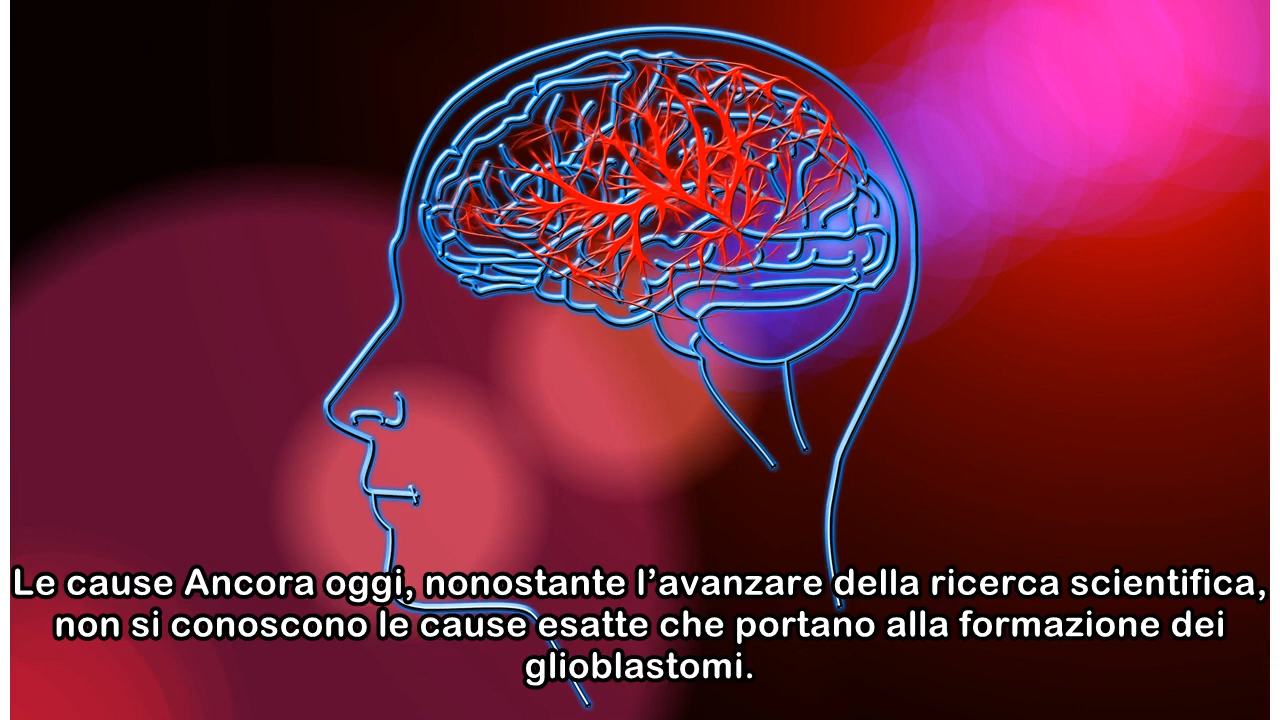 Le cause Ancora oggi, nonostante l’avanzare della ricerca scientifica,
non si conoscono le cause esatte che portano alla formazione dei
glioblastomi.